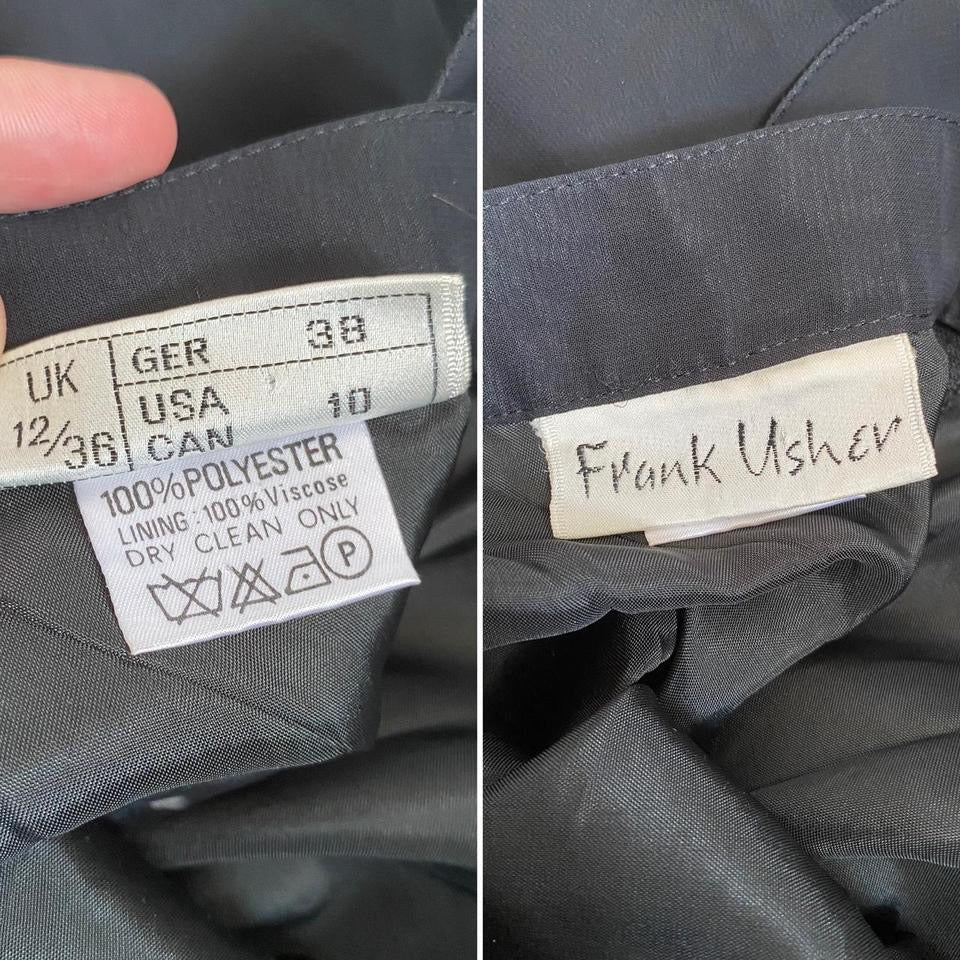 UK
12/36
GER 38
USA 10
CAN
100% POLYESTER
LINING : 100% Viscose
DRY CLEAN ONLY
P
Frank Usher